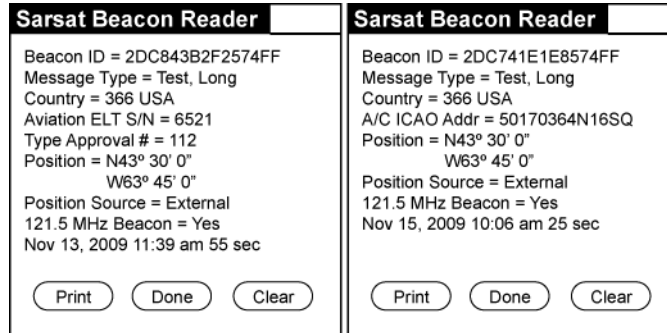 Sarsat Beacon Reader
Beacon ID = 2DC843B2F2574FF
Message Type = Test, Long
Country = 366 USA
Aviation ELT S/N = 6521
Type Approval # = 112
Position = N43º 30' 0"
W63º 45' 0"
Position Source = External
121.5 MHz Beacon = Yes
Nov 13, 2009 11:39 am 55 sec
Print
Done
Clear
Sarsat Beacon Reader
Beacon ID = 2DC741E1E8574FF
Message Type = Test, Long
Country = 366 USA
A/C ICAO Addr = 50170364N16SQ
Position = N43º 30' 0"
W63º 45' 0"
Position Source = External
121.5 MHz Beacon = Yes
Nov 15, 2009 10:06 am 25 sec
Print
Done
Clear